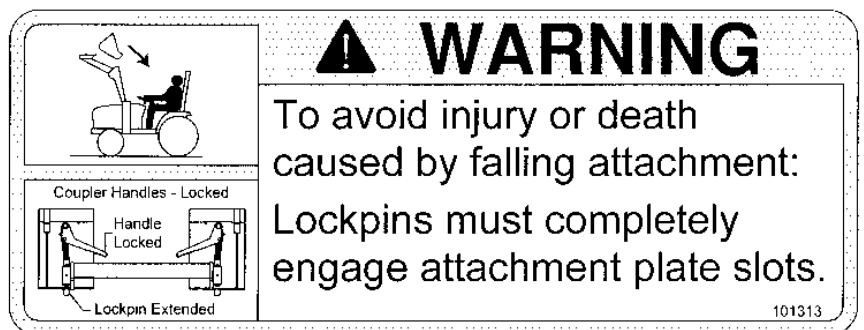 WARNING
To avoid injury or death
caused by falling attachment:
Lockpins must completely
engage attachment plate slots.
Coupler Handles - Locked
Handle
Locked
Lockpin Extended
101313